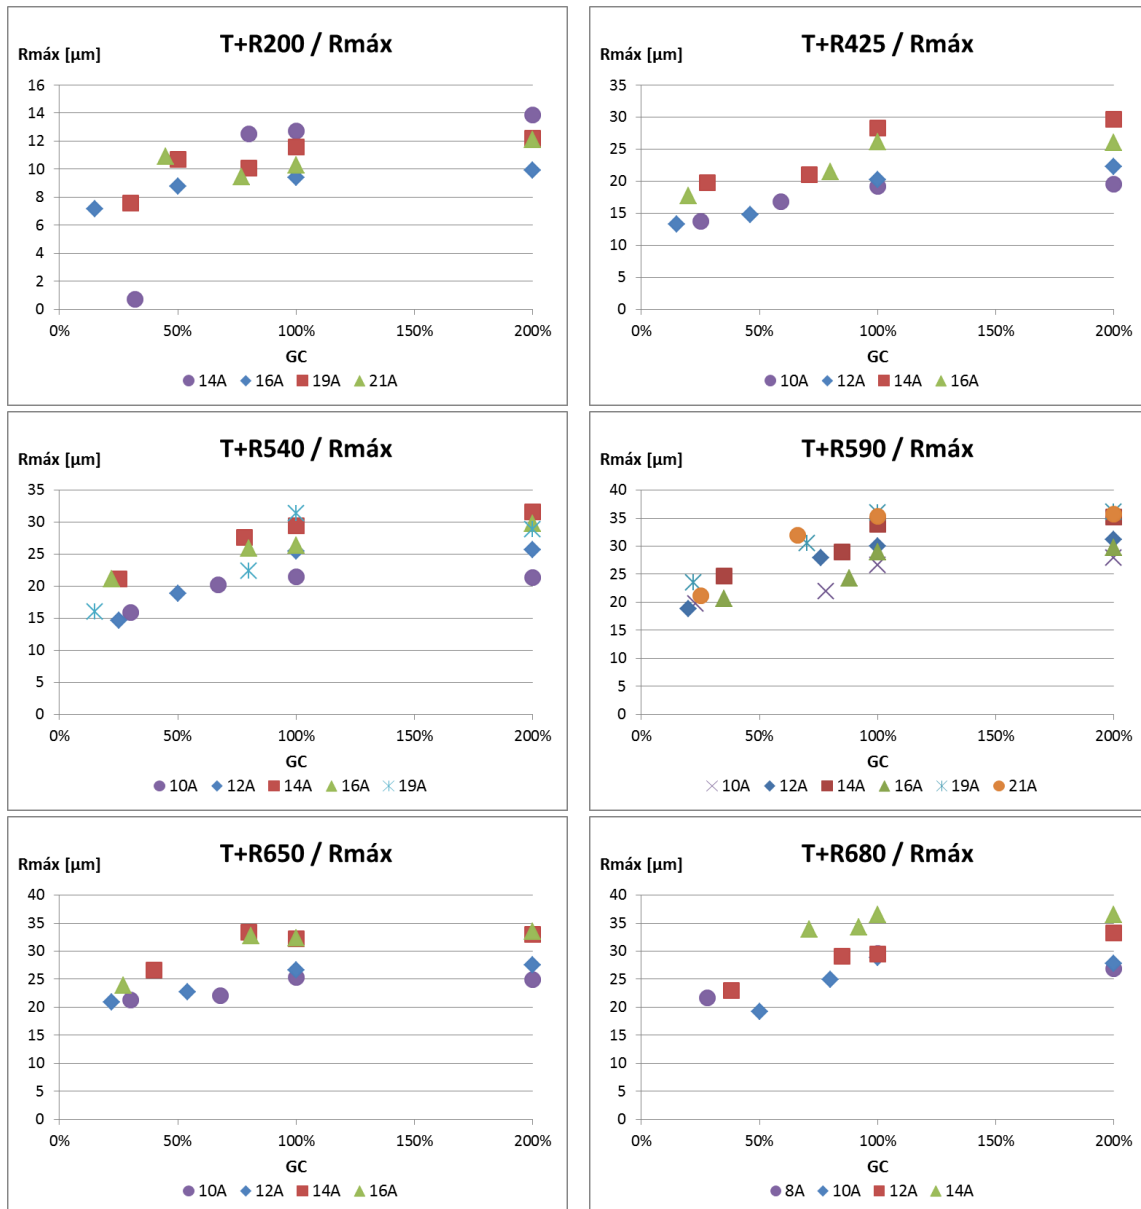 T+R200 / Rmáx
Rmáx [µm]
16
14
12
10
8
6
4
2
0
0% 50% 100% 150% 200%
GC
14A 16A 19A 21A
T+R425 / Rmáx
Rmáx [µm]
35
30
25
20
15
10
5
0
0% 50% 100% 150% 200%
GC
10A 12A 14A 16A
T+R540 / Rmáx
Rmáx [µm]
35
30
25
20
15
10
5
0
0% 50% 100% 150% 200%
GC
10A 12A 14A 16A 19A
T+R590 / Rmáx
Rmáx [µm]
40
35
30
25
20
15
10
5
0
0% 50% 100% 150% 200%
GC
10A 12A 14A 16A 19A 21A
T+R650 / Rmáx
Rmáx [µm]
40
35
30
25
20
15
10
5
0
0% 50% 100% 150% 200%
GC
10A 12A 14A 16A
T+R680 / Rmáx
Rmáx [µm]
40
35
30
25
20
15
10
5
0
0% 50% 100% 150% 200%
GC
8A 10A 12A 14A